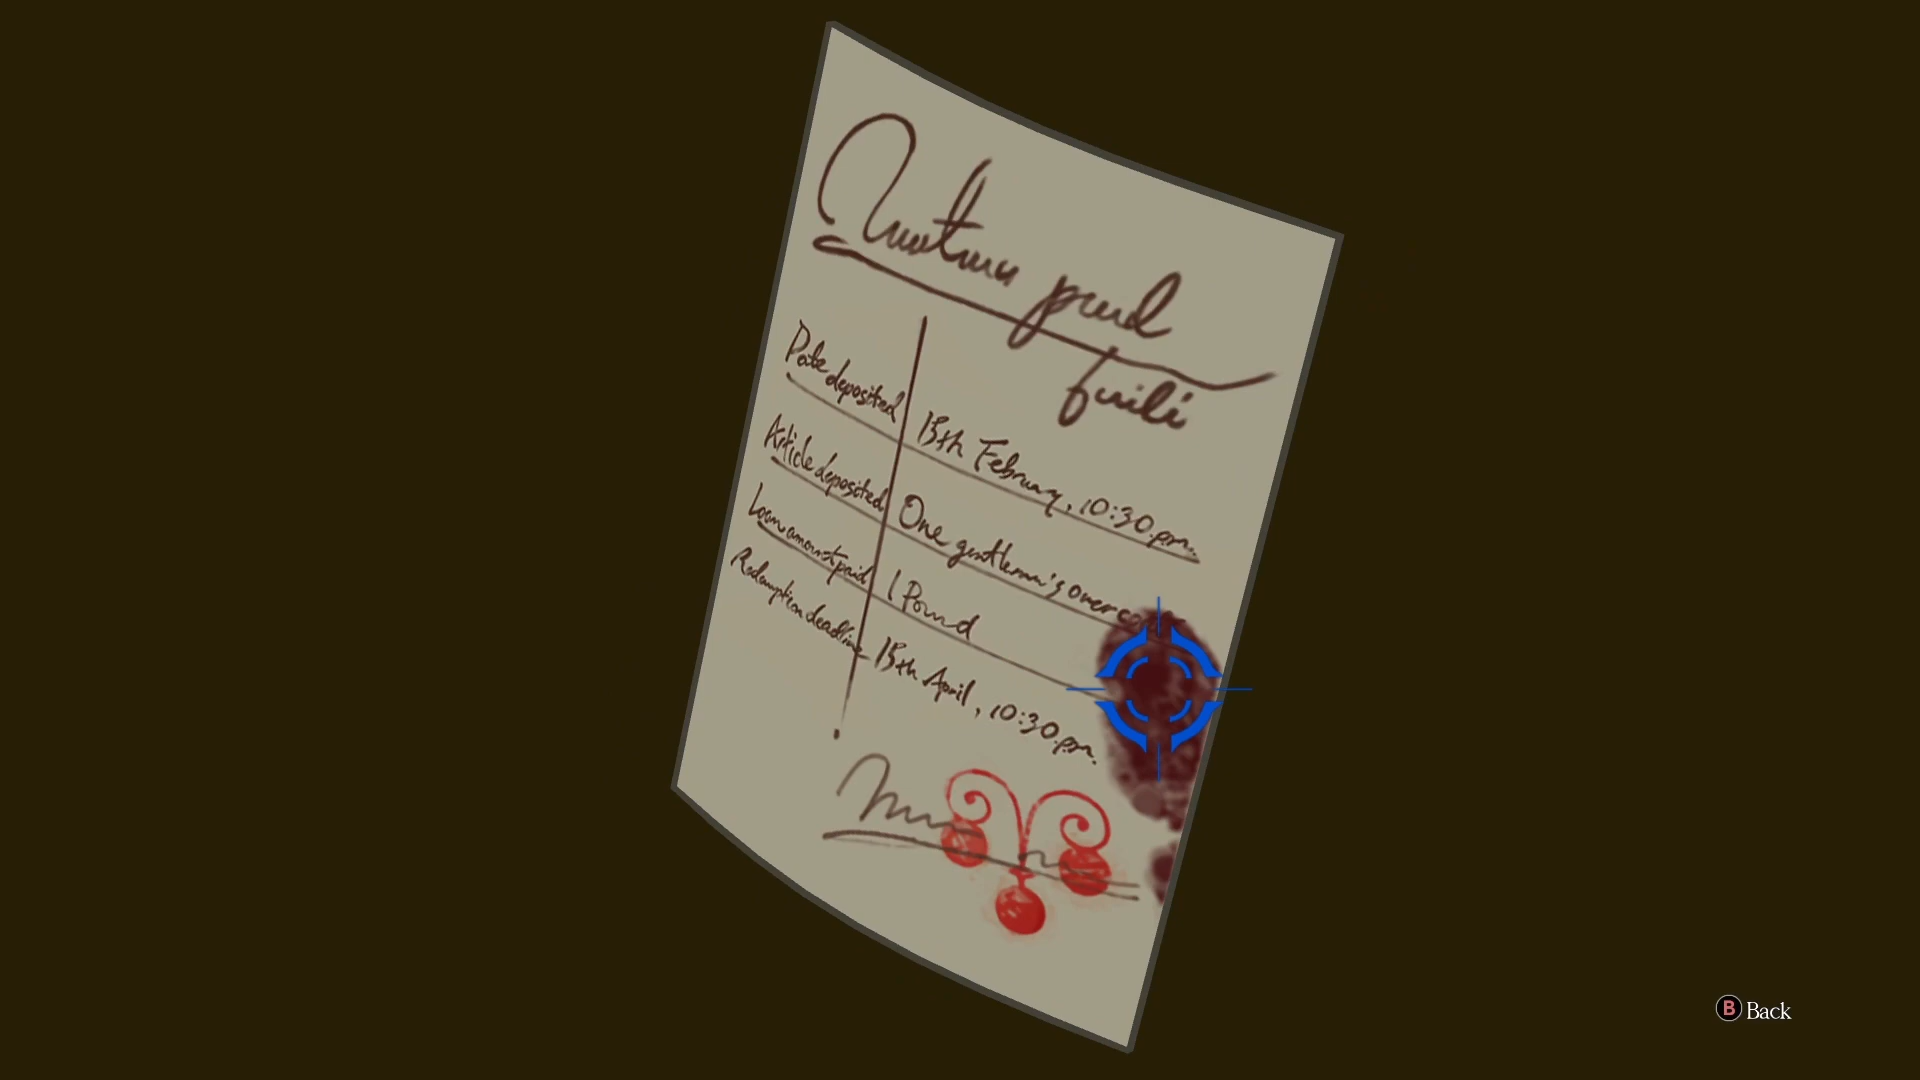 Date deposited 15th February, 10:30 p.m.
Article deposited One gentleman's overcoat
Loan amount paid 1 Pound
Redemption deadline 15th April, 10:30 p.m.
B Back